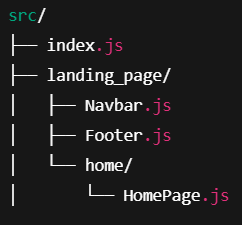 src/
├── index.js
├── landing_page/
│   ├── Navbar.js
│   ├── Footer.js
│   └── home/
│       └── HomePage.js